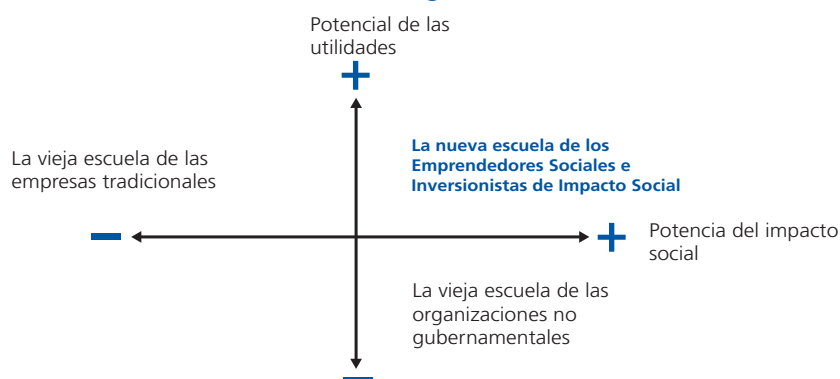 Potencial de las
utilidades
+
La nueva escuela de los
Emprendedores Sociales e
Inversionistas de Impacto Social
La vieja escuela de las
empresas tradicionales
− +
Potencia del impacto
social
La vieja escuela de las
organizaciones no
gubernamentales
−